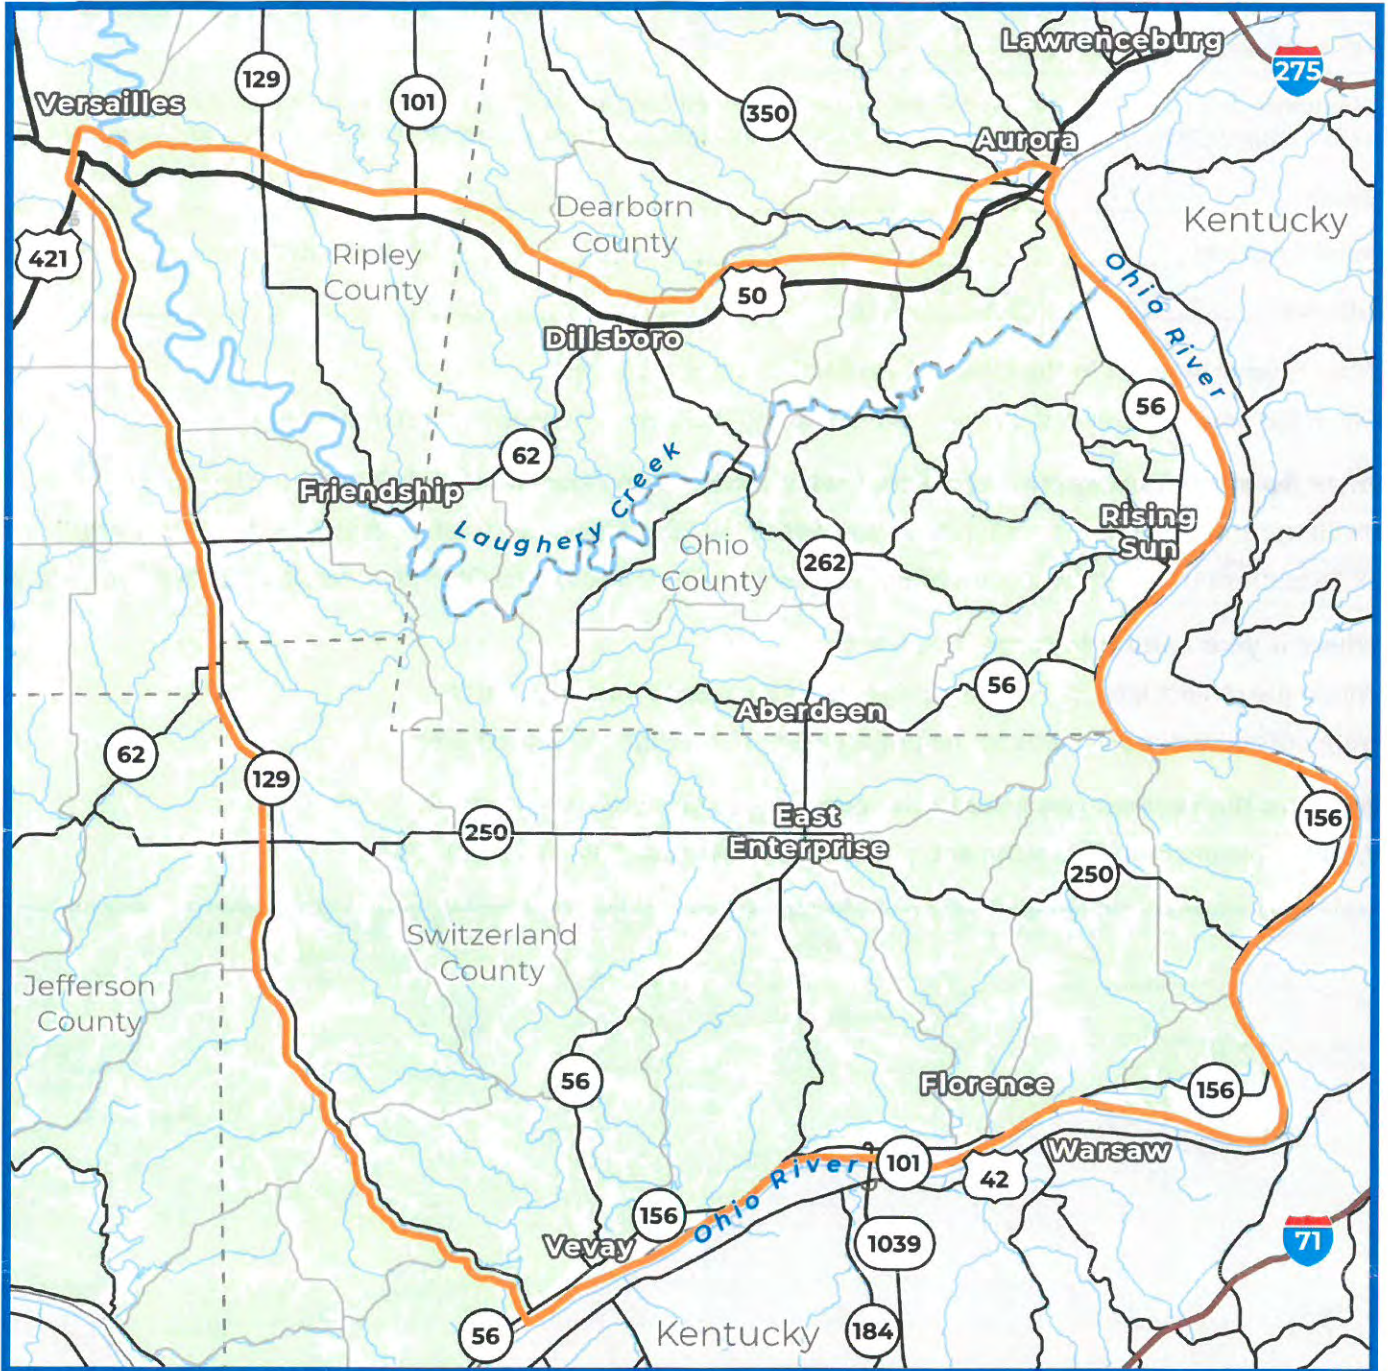 Lawrenceburg
275
129
101
350
Versailles
Aurora
Dearborn
County
Kentucky
421
Ripley
County
Ohio River
50
Dillsboro
56
62
Laughery Creek
Friendship
Rising
Sun
Ohio
County
262
56
Aberdeen
62
129
156
East
Enterprise
250
250
Switzerland
County
Jefferson
County
56
Florence
156
Warsaw
101
42
Ohio River
156
Vevay
1039
71
56
Kentucky
184